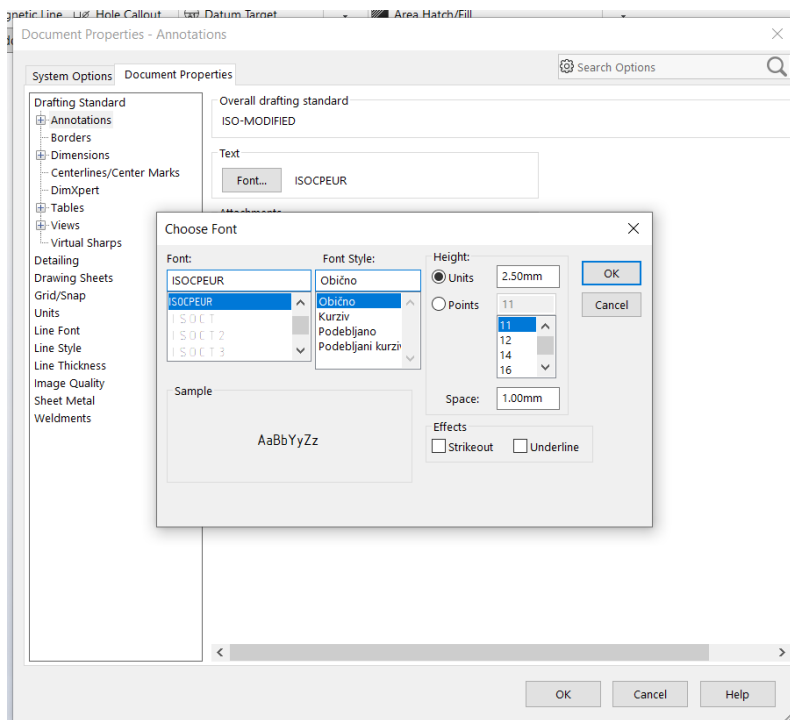 gnetic Line Hole Callout Datum Target Area Hatch/Fill
Document Properties - Annotations
System Options Document Properties
Search Options
Drafting Standard
Annotations
Borders
Dimensions
Centerlines/Center Marks
DimXpert
Tables
Views
Virtual Sharps
Detailing
Drawing Sheets
Grid/Snap
Units
Line Font
Line Style
Line Thickness
Image Quality
Sheet Metal
Weldments
Overall drafting standard
ISO-MODIFIED
Text
Font... ISOCPEUR
Attachments
Choose Font
Font:
ISOCPEUR
ISOCPEUR
ISOCT
ISOCT2
ISOCT3
Font Style:
Obično
Obično
Kurziv
Podebljano
Podebljani kurziv
Height:
Units 2.50mm
Points 11
11
12
14
16
Space: 1.00mm
OK
Cancel
Sample
AaBbYyZz
Effects
Strikeout Underline
OK Cancel Help